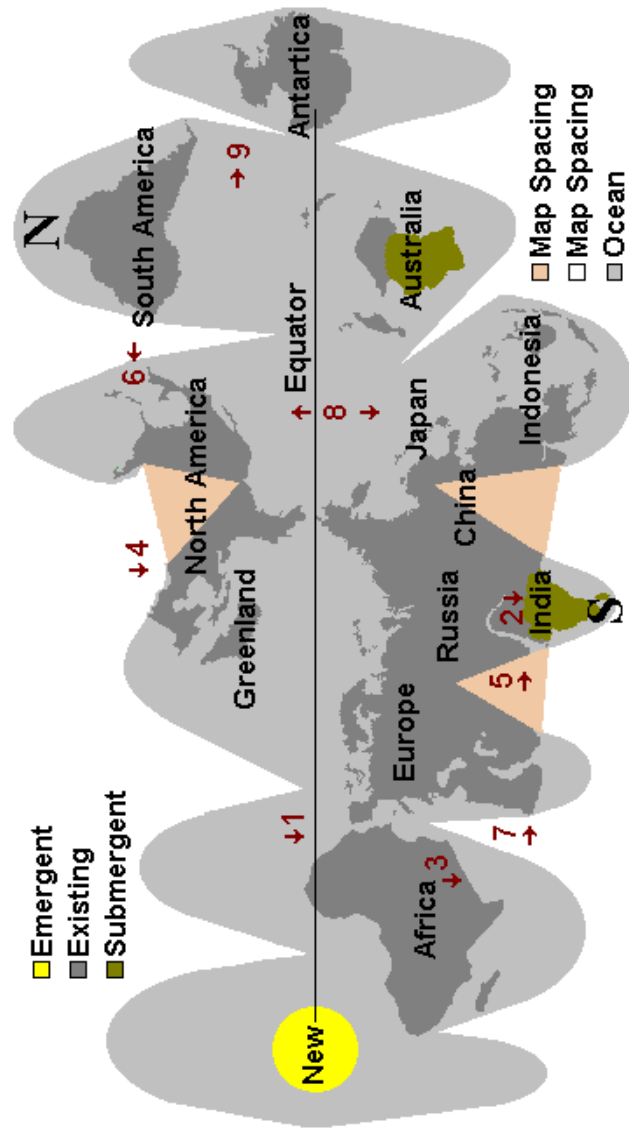 Emergent
Existing
Submergent
N
4
6
South America
North America
9
Greenland
1
Equator
Antartica
New
8
Europe
Japan
Australia
Africa
3
Russia
China
7
5
2
India
Indonesia
S
Map Spacing
Map Spacing
Ocean